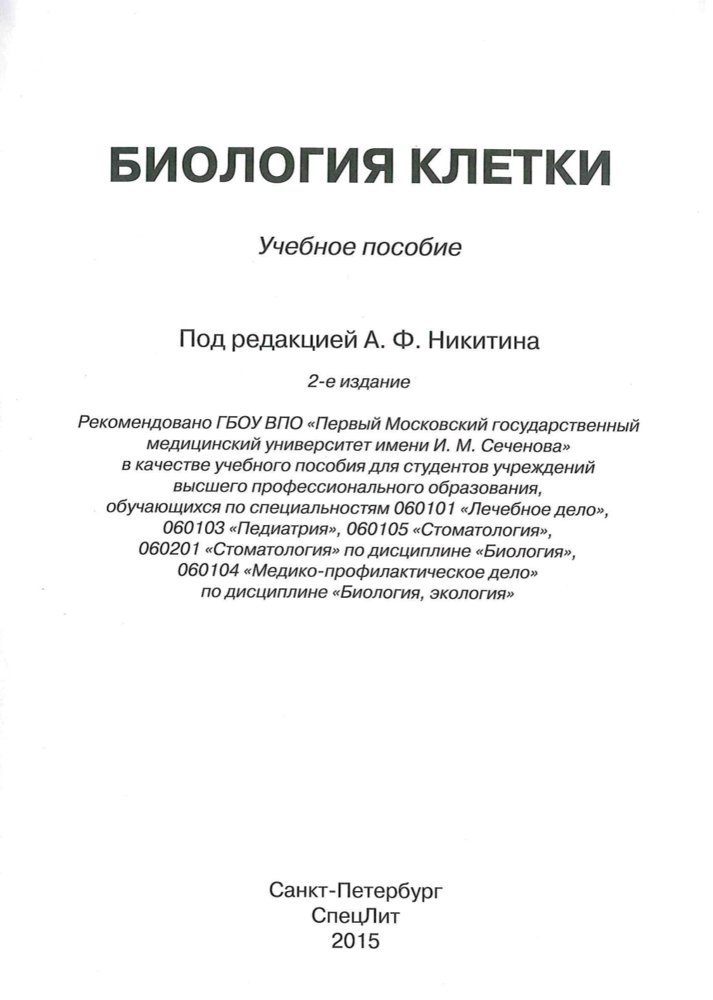 БИОЛОГИЯ КЛЕТКИ
Учебное пособие
Под редакцией А. Ф. Никитина
2-е издание
Рекомендовано ГБОУ ВПО «Первый Московский государственный
медицинский университет имени И. М. Сеченова»
в качестве учебного пособия для студентов учреждений
высшего профессионального образования,
обучающихся по специальностям 060101 «Лечебное дело»,
060103 «Педиатрия», 060105 «Стоматология»,
060201 «Стоматология» по дисциплине «Биология»,
060104 «Медико-профилактическое дело»
по дисциплине «Биология, экология»
Санкт-Петербург
СпецЛит
2015